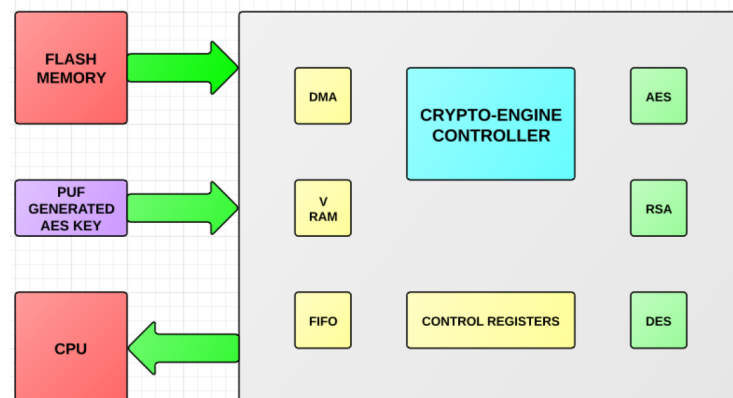 FLASH
MEMORY
DMA
CRYPTO-ENGINE
CONTROLLER
AES
PUF
GENERATED
AES KEY
V
RAM
RSA
CPU
FIFO
CONTROL REGISTERS
DES